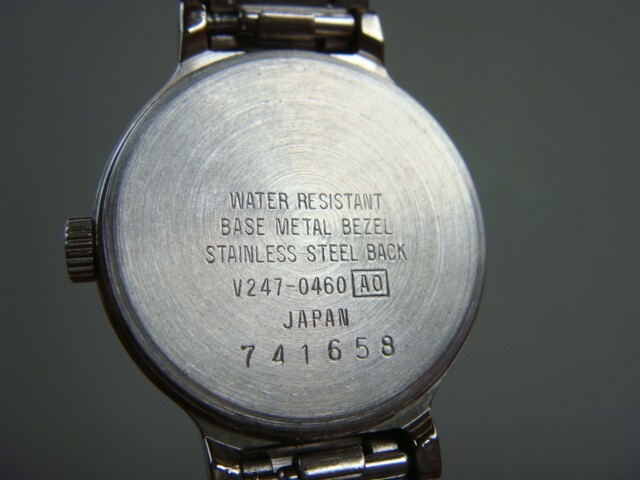 WATER RESISTANT
BASE METAL BEZEL
STAINLESS STEEL BACK
V247-0460 A0
JAPAN
741658